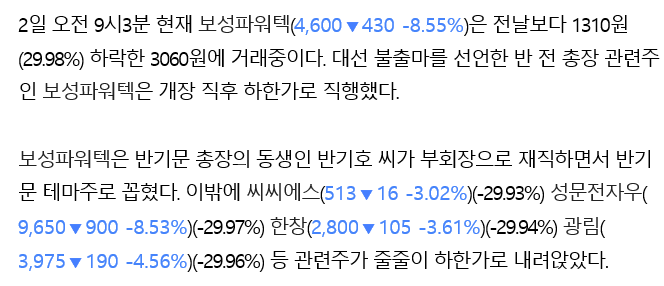 2일 오전 9시3분 현재 보성파워텍(4,600▼430 -8.55%)은 전날보다 1310원
(29.98%) 하락한 3060원에 거래중이다. 대선 불출마를 선언한 반 전 총장 관련주
인 보성파워텍은 개장 직후 하한가로 직행했다.
보성파워텍은 반기문 총장의 동생인 반기호 씨가 부회장으로 재직하면서 반기
문 테마주로 꼽혔다. 이밖에 씨씨에스(513▼16 -3.02%)(-29.93%) 성문전자우(
9,650▼900 -8.53%)(-29.97%) 한창(2,800▼105 -3.61%)(-29.94%) 광림(
3,975▼190 -4.56%)(-29.96%) 등 관련주가 줄줄이 하한가로 내려앉았다.